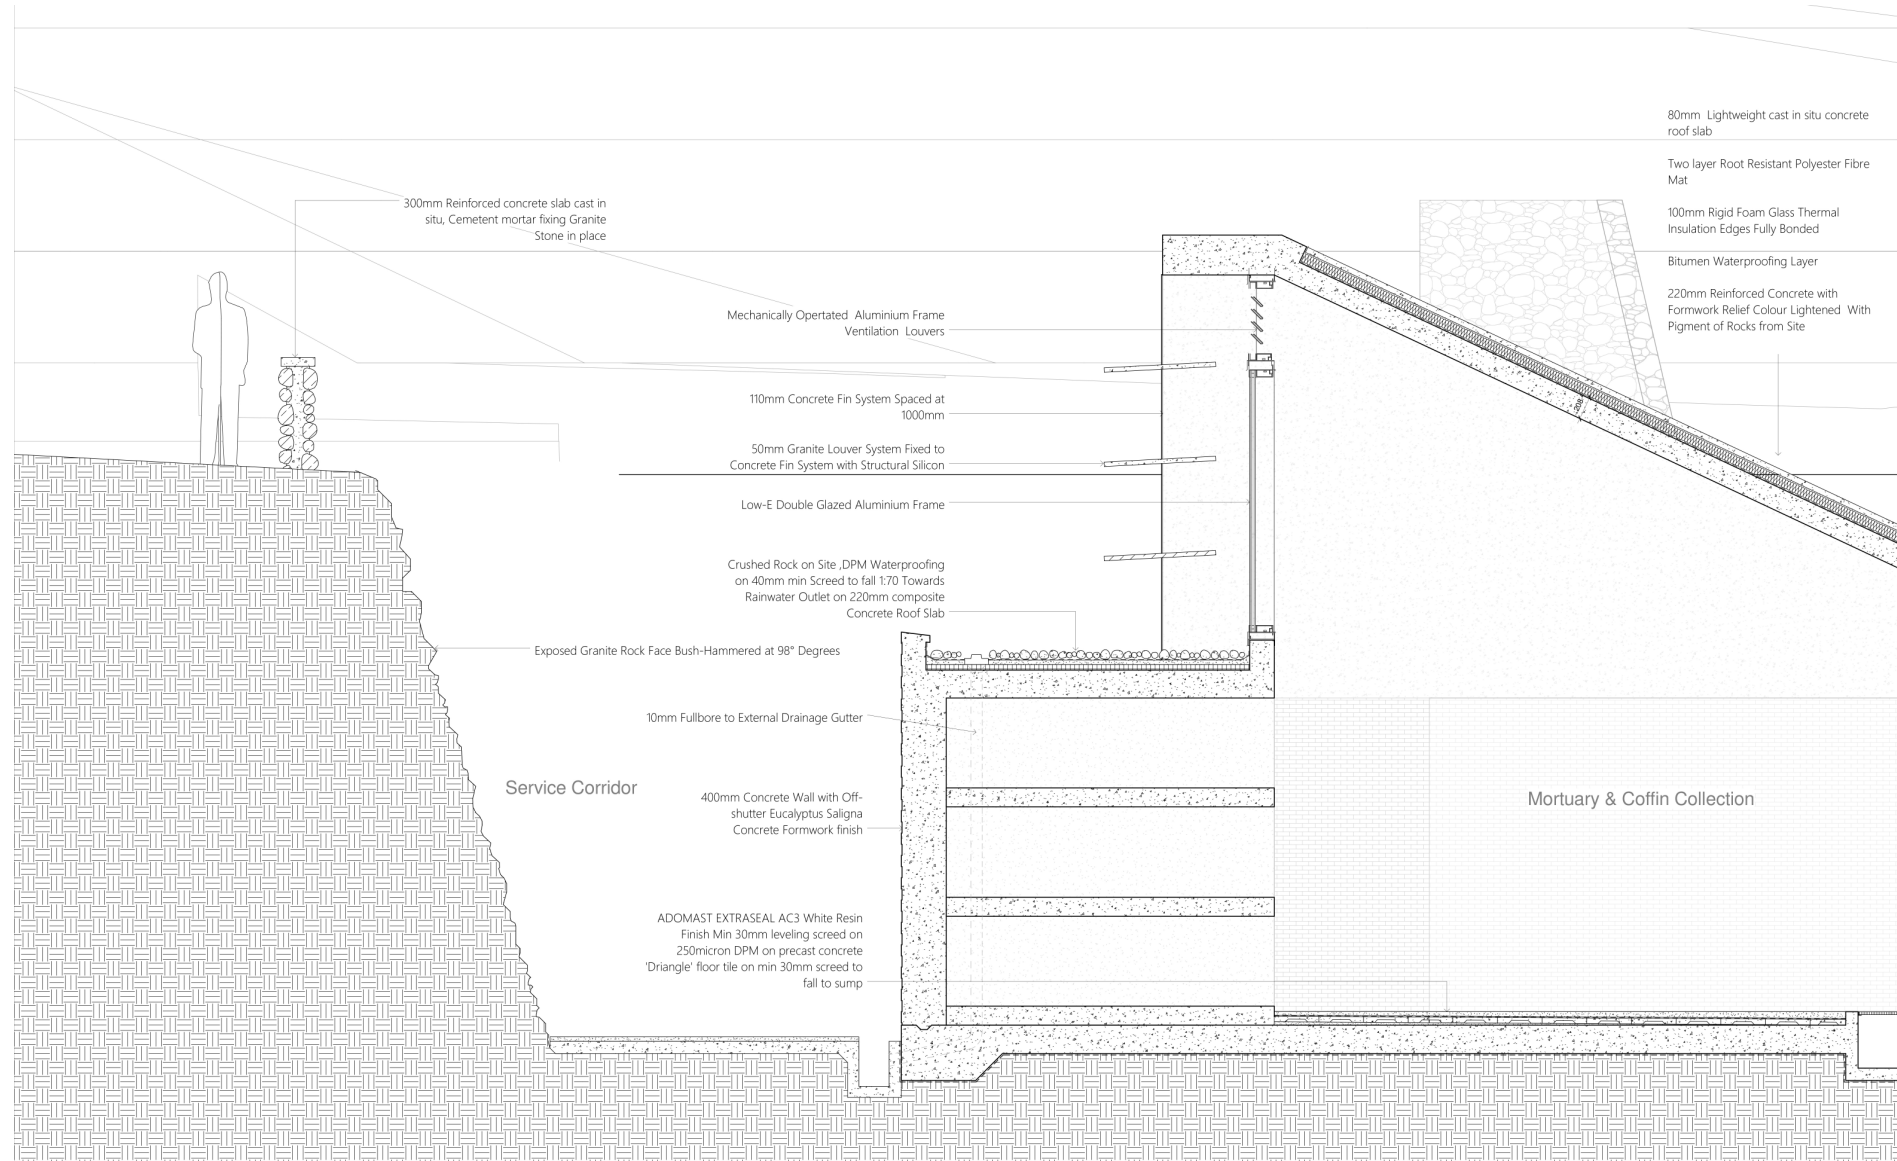 80mm Lightweight cast in situ concrete
roof slab
Two layer Root Resistant Polyester Fibre
Mat
100mm Rigid Foam Glass Thermal
Insulation Edges Fully Bonded
Bitumen Waterproofing Layer
220mm Reinforced Concrete with
Formwork Relief Colour Lightened With
Pigment of Rocks from Site
300mm Reinforced concrete slab cast in
situ, Cemetent mortar fixing Granite
Stone in place
Mechanically Opertated Aluminium Frame
Ventilation Louvers
110mm Concrete Fin System Spaced at
1000mm
208
50mm Granite Louver System Fixed to
Concrete Fin System with Structural Silicon
Low-E Double Glazed Aluminium Frame
Crushed Rock on Site ,DPM Waterproofing
on 40mm min Screed to fall 1:70 Towards
Rainwater Outlet on 220mm composite
Concrete Roof Slab
Exposed Granite Rock Face Bush-Hammered at 98° Degrees
10mm Fullbore to External Drainage Gutter
Service Corridor
400mm Concrete Wall with Off-
shutter Eucalyptus Saligna
Concrete Formwork finish
Mortuary & Coffin Collection
ADOMAST EXTRASEAL AC3 White Resin
Finish Min 30mm leveling screed on
250micron DPM on precast concrete
'Driangle' floor tile on min 30mm screed to
fall to sump